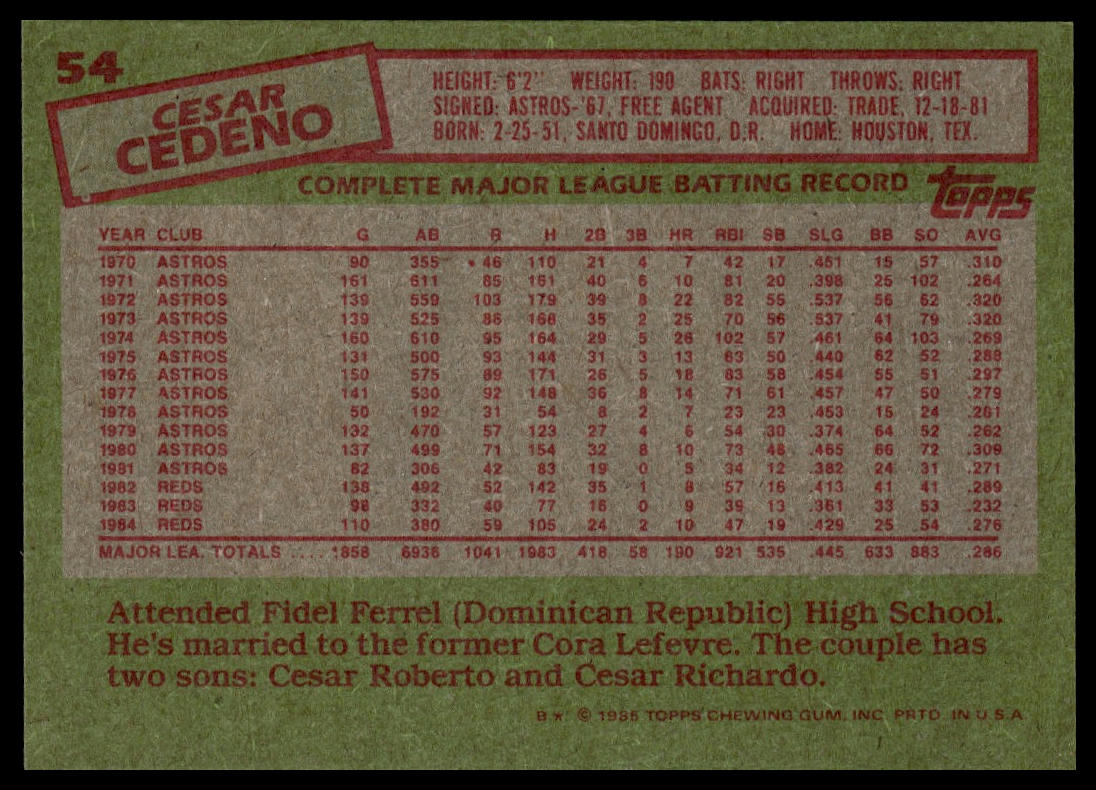 54
CESAR
CEDENO
HEIGHT: 6'2" WEIGHT: 190 BATS: RIGHT THROWS: RIGHT
SIGNED: ASTROS-'67, FREE AGENT ACQUIRED: TRADE, 12-18-81
BORN: 2-25-51, SANTO DOMINGO, D.R. HOME: HOUSTON, TEX.
COMPLETE MAJOR LEAGUE BATTING RECORD
Topps
YEAR CLUB G AB R H 2B 3B HR RBI SB SLG BB SO AVG
1970 ASTROS 90 355 46 110 21 4 7 42 17 .451 15 57 .310
1971 ASTROS 161 611 85 161 40 6 10 81 20 .398 25 102 .264
1972 ASTROS 139 559 103 179 39 8 22 82 55 .537 56 62 .320
1973 ASTROS 139 525 86 168 35 2 25 70 56 .537 41 79 .320
1974 ASTROS 160 610 95 164 29 5 26 102 57 .461 64 103 .269
1975 ASTROS 131 500 93 144 31 3 13 63 50 .440 62 52 .288
1976 ASTROS 150 575 89 171 26 5 18 83 58 .454 55 51 .297
1977 ASTROS 141 530 92 148 36 8 14 71 61 .457 47 50 .279
1978 ASTROS 50 192 31 54 8 2 7 23 23 .453 15 24 .281
1979 ASTROS 132 470 57 123 27 4 6 54 30 .374 64 52 .262
1980 ASTROS 137 499 71 154 32 8 10 73 48 .465 66 72 .309
1981 ASTROS 82 306 42 83 19 0 5 34 12 .382 24 31 .271
1982 REDS 138 492 52 142 35 1 8 57 16 .413 41 41 .289
1983 REDS 98 332 40 77 16 0 9 39 13 .361 33 53 .232
1984 REDS 110 380 59 105 24 2 10 47 19 .429 25 54 .276
MAJOR LEA. TOTALS .... 1858 6936 1041 1983 418 58 190 921 535 .445 633 883 .286
Attended Fidel Ferrel (Dominican Republic) High School.
He's married to the former Cora Lefevre. The couple has
two sons: Cesar Roberto and Cesar Richardo.
B* © 1985 TOPPS CHEWING GUM, INC. PRTD. IN U.S.A.